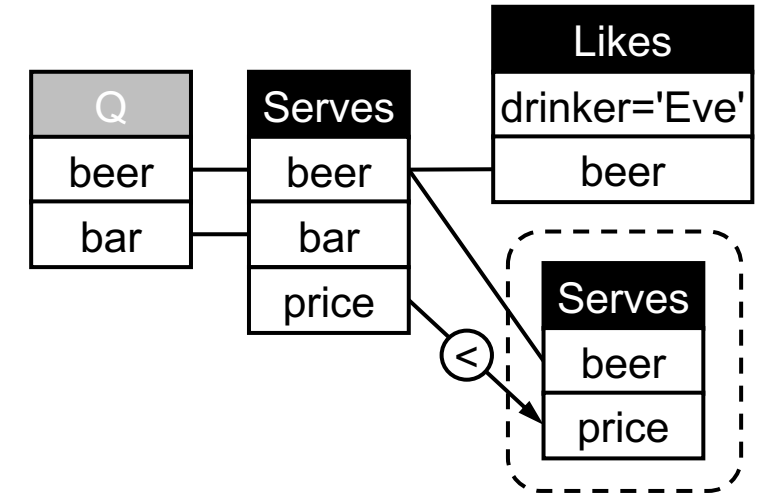 Q
beer
bar
Serves
beer
bar
price
Likes
drinker='Eve'
beer
<
Serves
beer
price